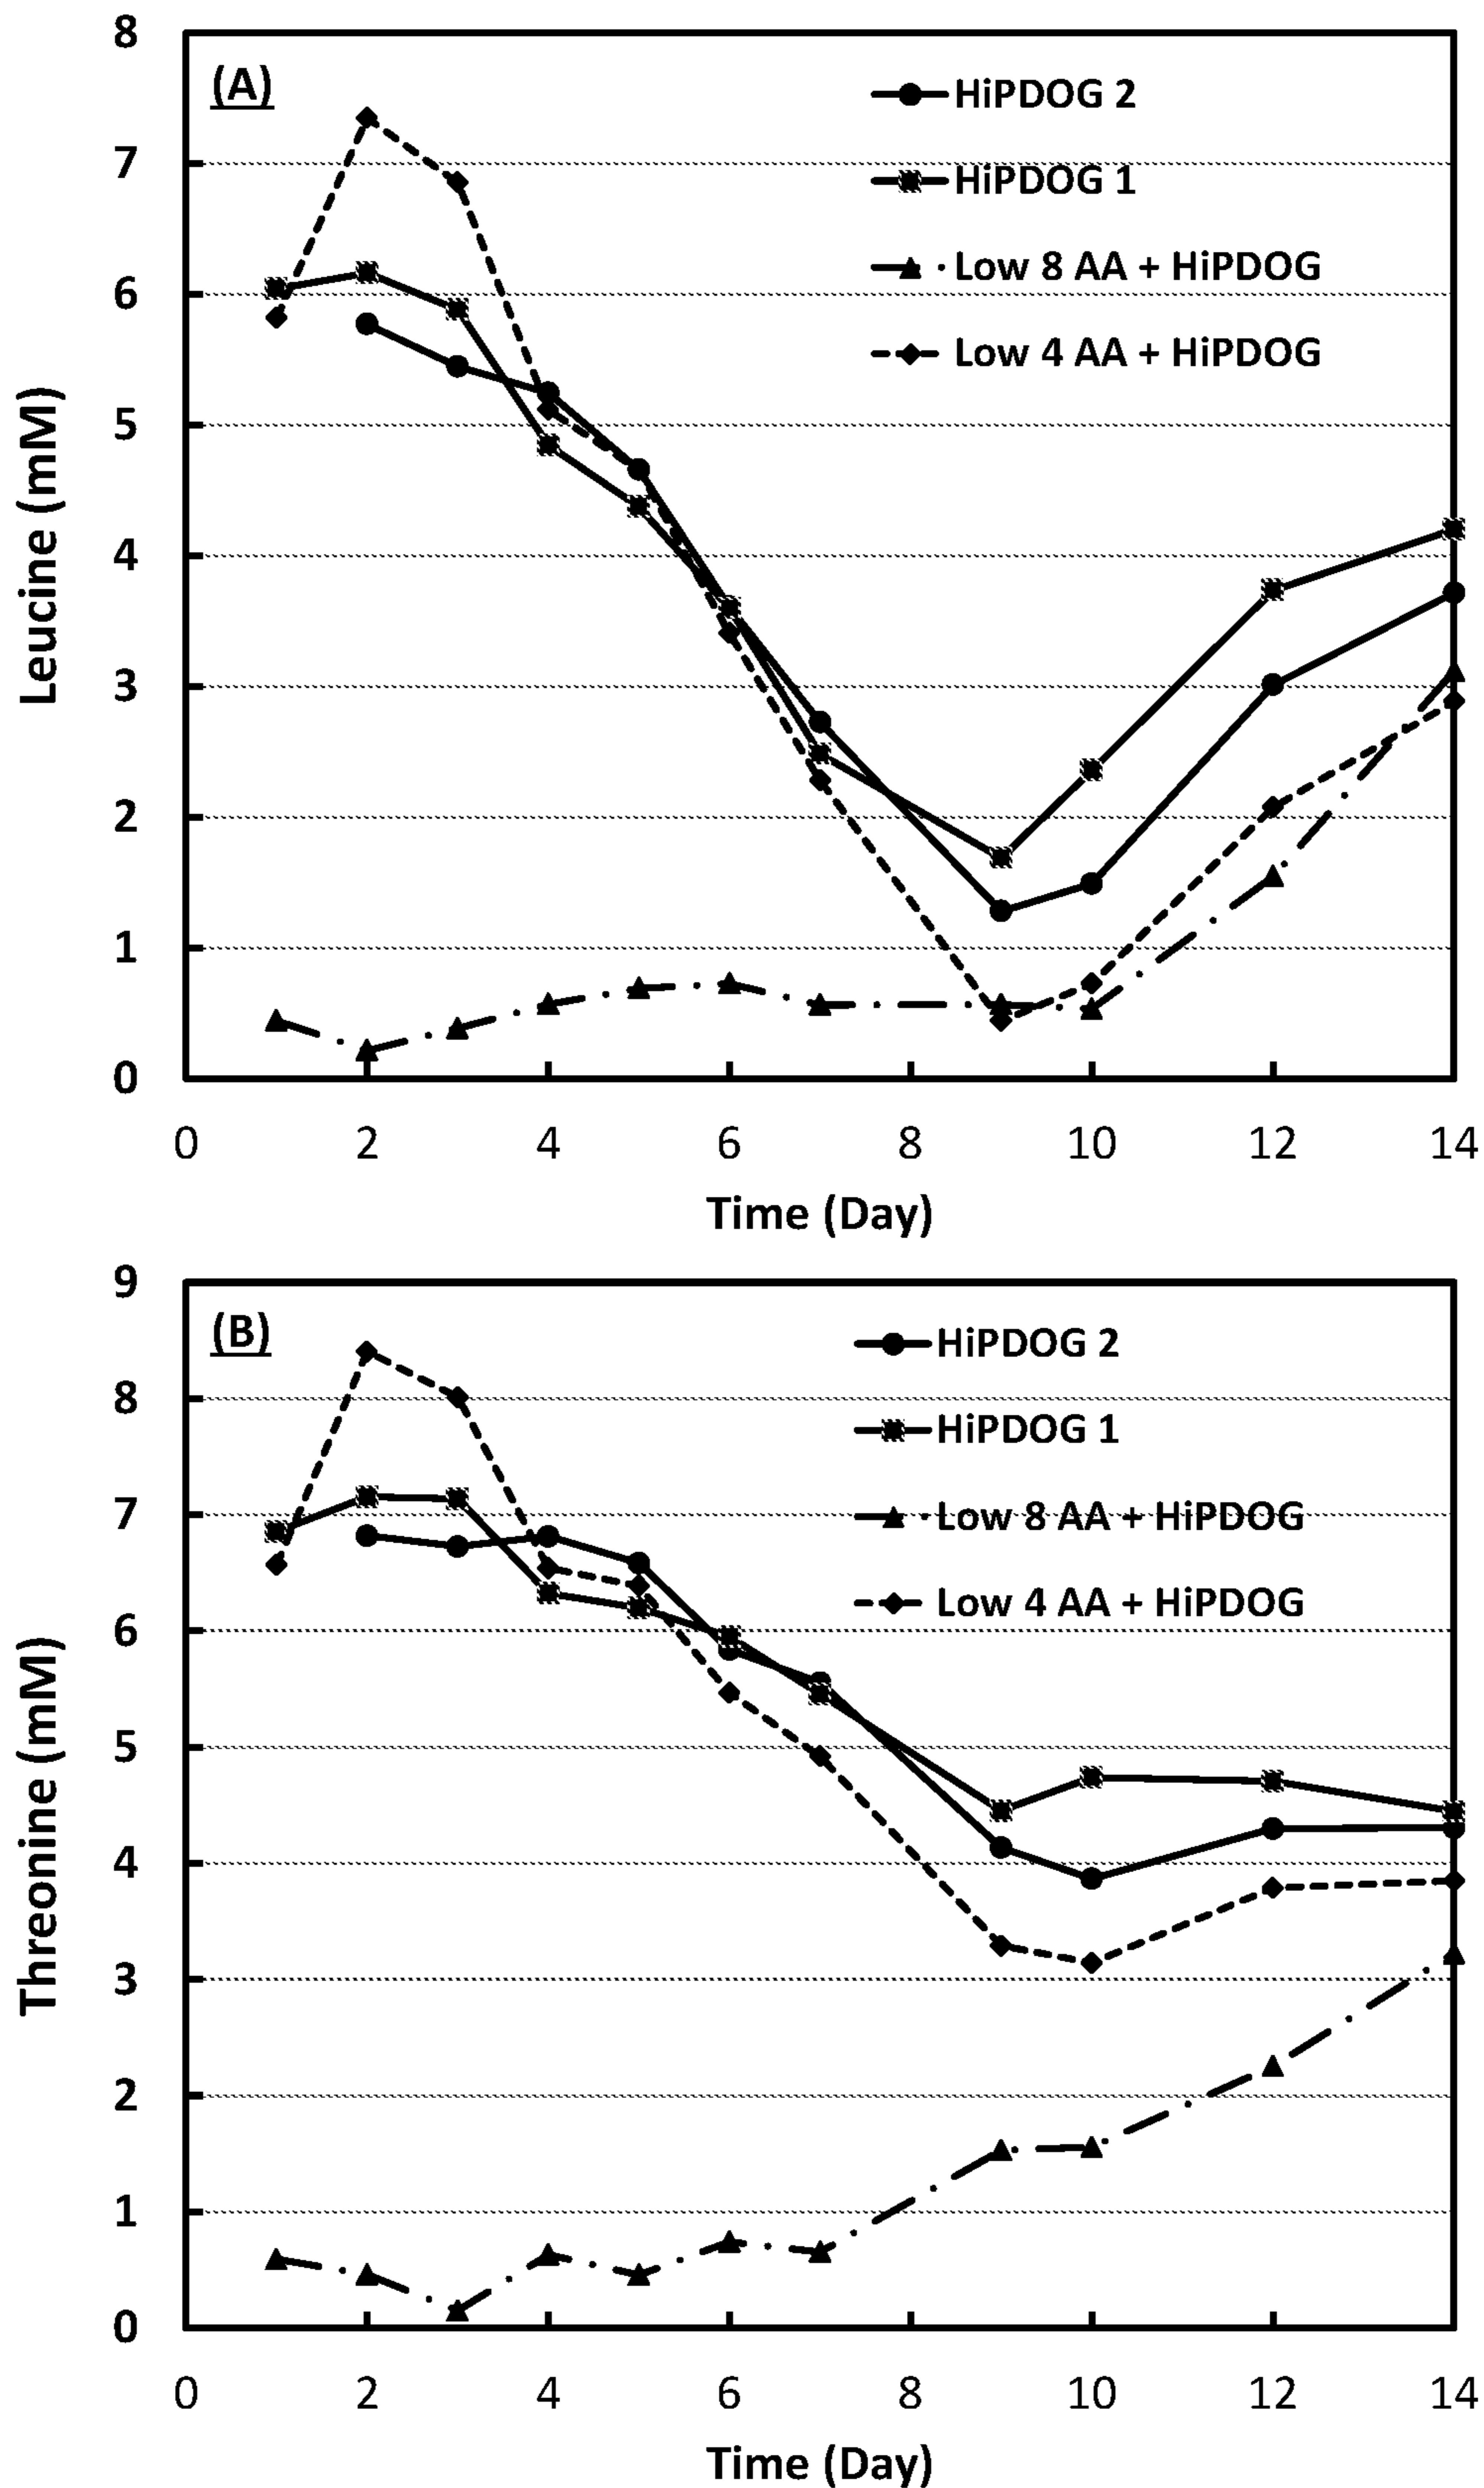 8
(A)
HiPDOG 2
7
HiPDOG 1
Low 8 AA + HiPDOG
6
Low 4 AA + HiPDOG
5
Leucine (mM)
4
3
2
1
0
0 2 4 6 8 10 12 14
Time (Day)
9
(B)
HiPDOG 2
8
HiPDOG 1
7
Low 8 AA + HiPDOG
Low 4 AA + HiPDOG
6
5
Threonine (mM)
4
3
2
1
0
0 2 4 6 8 10 12 14
Time (Day)